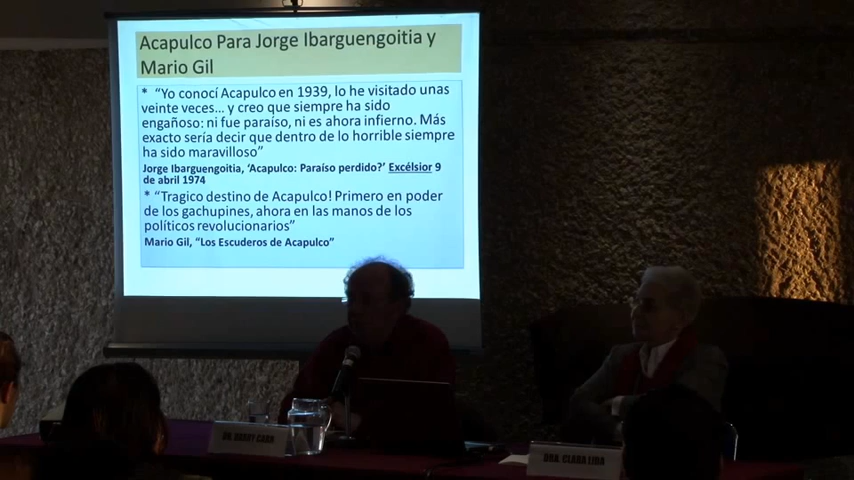 Acapulco Para Jorge Ibarguengoitia y
Mario Gil
* “Yo conocí Acapulco en 1939, lo he visitado unas
veinte veces... y creo que siempre ha sido
engañoso: ni fue paraíso, ni es ahora infierno. Más
exacto sería decir que dentro de lo horrible siempre
ha sido maravilloso”
Jorge Ibarguengoitia, ‘Acapulco: Paraíso perdido?’ Excélsior 9
de abril 1974
* “Tragico destino de Acapulco! Primero en poder
de los gachupines, ahora en las manos de los
políticos revolucionarios”
Mario Gil, “Los Escuderos de Acapulco”
DR. BARRY CARR
DRA. CLARA LIDA